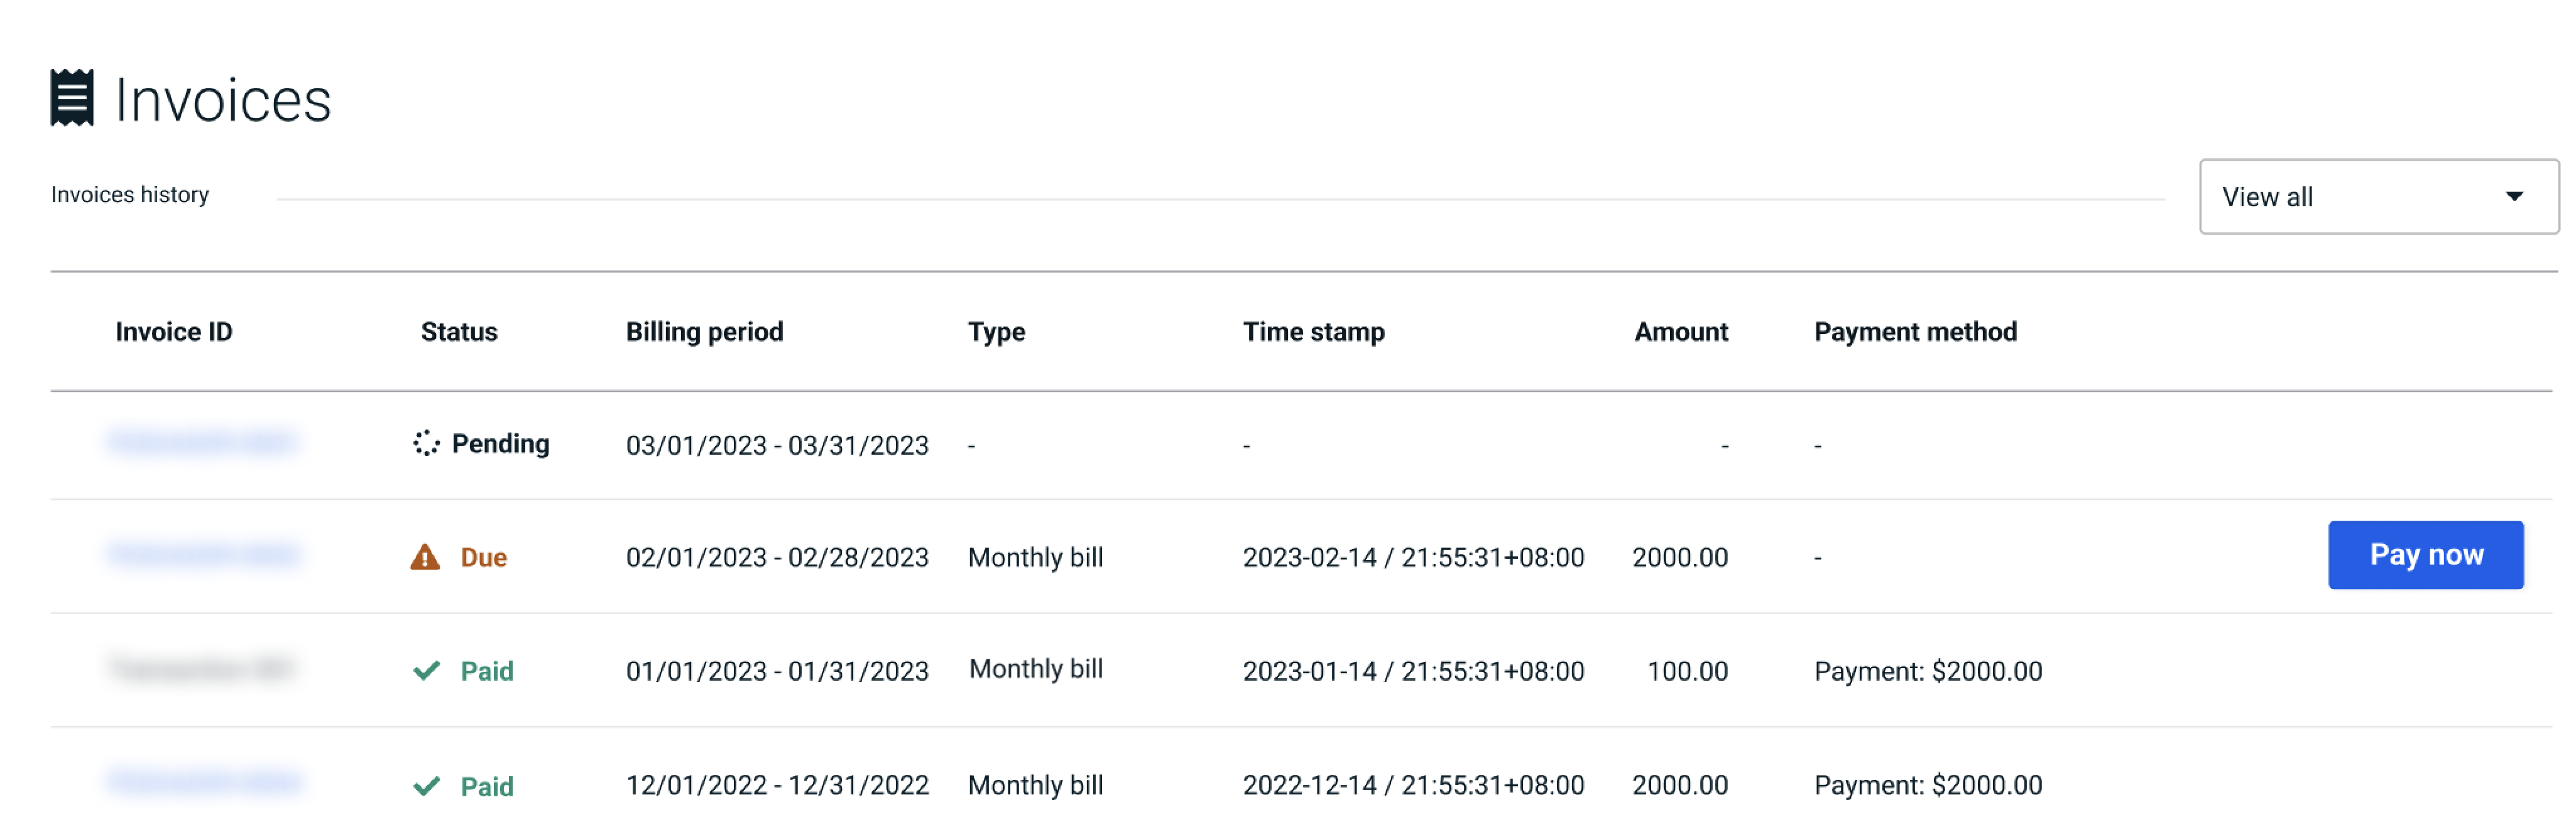 Invoices
Invoices history View all
Invoice ID Status Billing period Type Time stamp Amount Payment method
Pending 03/01/2023 - 03/31/2023 - - - -
Due 02/01/2023 - 02/28/2023 Monthly bill 2023-02-14 / 21:55:31+08:00 2000.00 - Pay now
Paid 01/01/2023 - 01/31/2023 Monthly bill 2023-01-14 / 21:55:31+08:00 100.00 Payment: $2000.00
Paid 12/01/2022 - 12/31/2022 Monthly bill 2022-12-14 / 21:55:31+08:00 2000.00 Payment: $2000.00